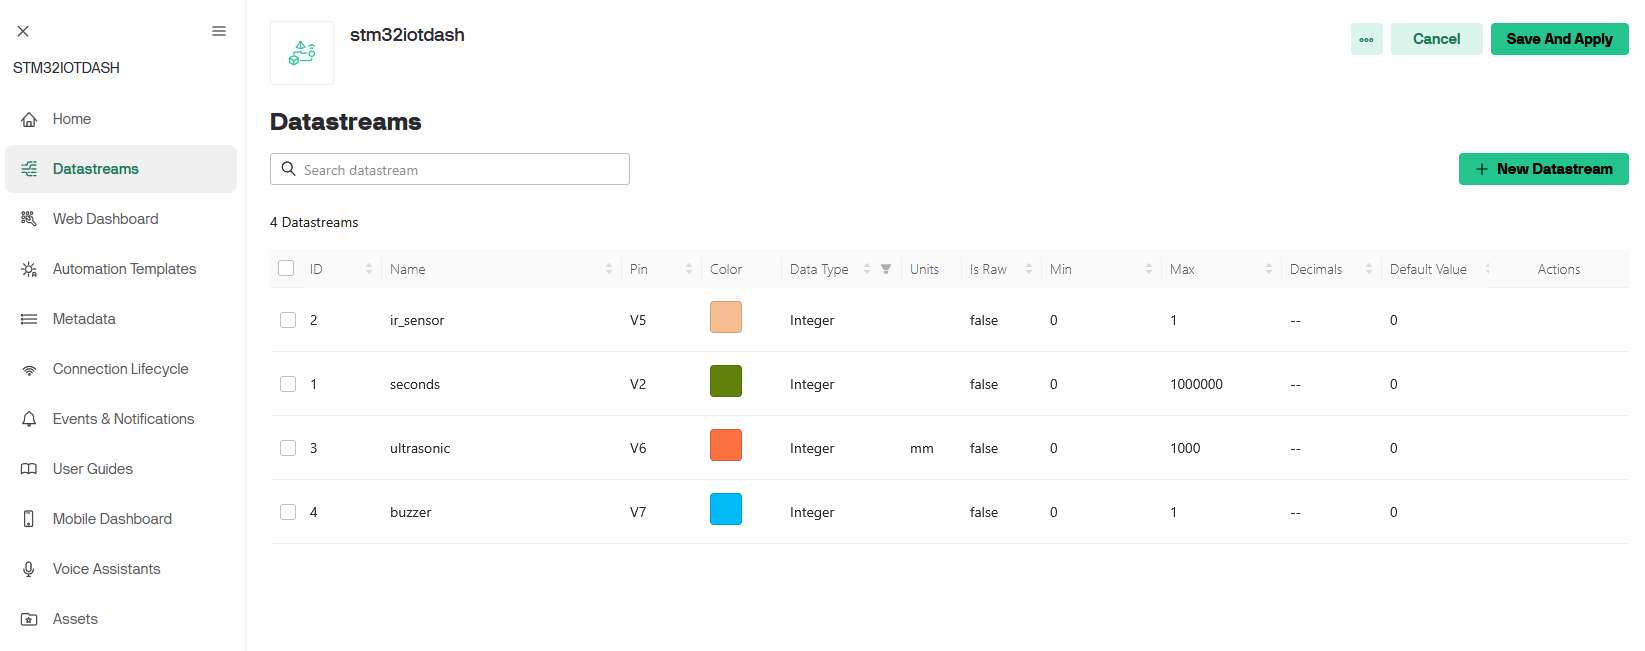 STM32IOTDASH
Home
Datastreams
Web Dashboard
Automation Templates
Metadata
Connection Lifecycle
Events & Notifications
User Guides
Mobile Dashboard
Voice Assistants
Assets
stm32iotdash
Cancel
Save And Apply
Datastreams
Search datastream
New Datastream
4 Datastreams
ID Name Pin Color Data Type Units Is Raw Min Max Decimals Default Value Actions
2 ir_sensor V5 Integer false 0 1 -- 0
1 seconds V2 Integer false 0 1000000 -- 0
3 ultrasonic V6 Integer mm false 0 1000 -- 0
4 buzzer V7 Integer false 0 1 -- 0